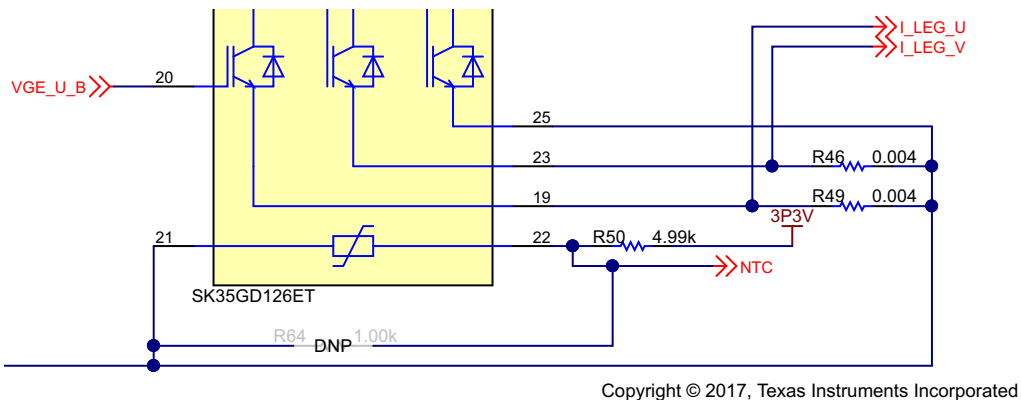 I_LEG_U
I_LEG_V
VGE_U_B
20
25
23
R46
0.004
19
R49
0.004
3P3V
21
22
R50
4.99k
NTC
SK35GD126ET
R64
DNP
1.00k
Copyright © 2017, Texas Instruments Incorporated